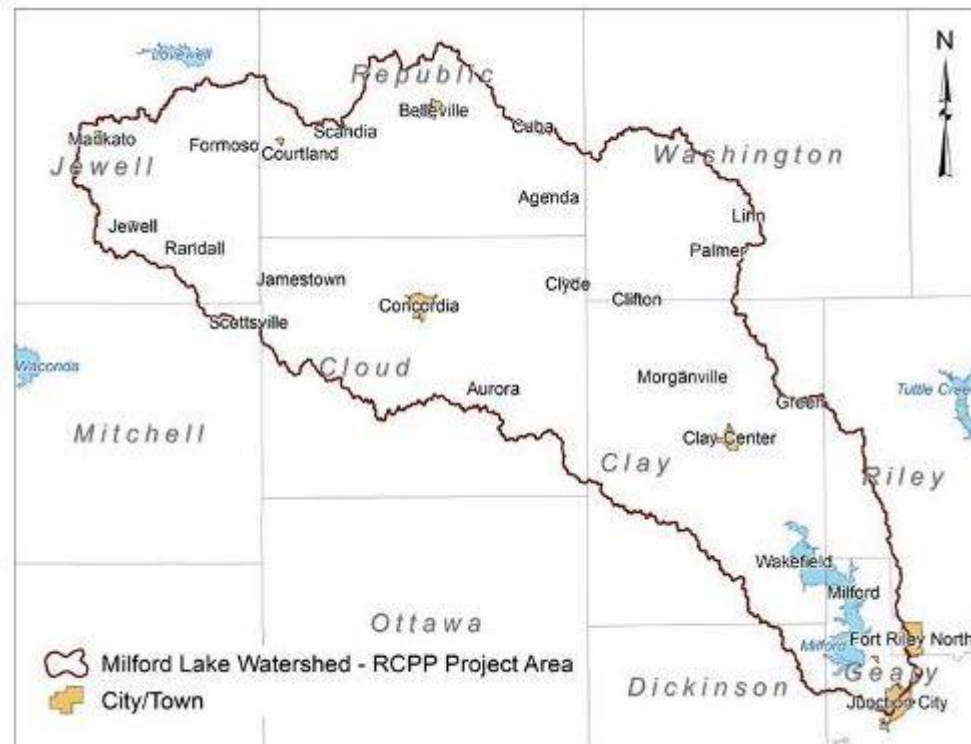 N
Lovewell
Republic
Belleville
Mankato
Formoso
Scandia
Courtland
Cuba
Jewell
Washington
Agenda
Jewell
Linn
Randall
Palmer
Jamestown
Clyde
Clifton
Concordia
Scottsville
Waconda
Cloud
Aurora
Morganville
Tuttle Cree
Green
Mitchell
Clay Center
Clay
Riley
Wakefield
Milford
Ottawa
Fort Riley North
Milford
Milford Lake Watershed - RCPP Project Area
Geary
Dickinson
City/Town
Junction City